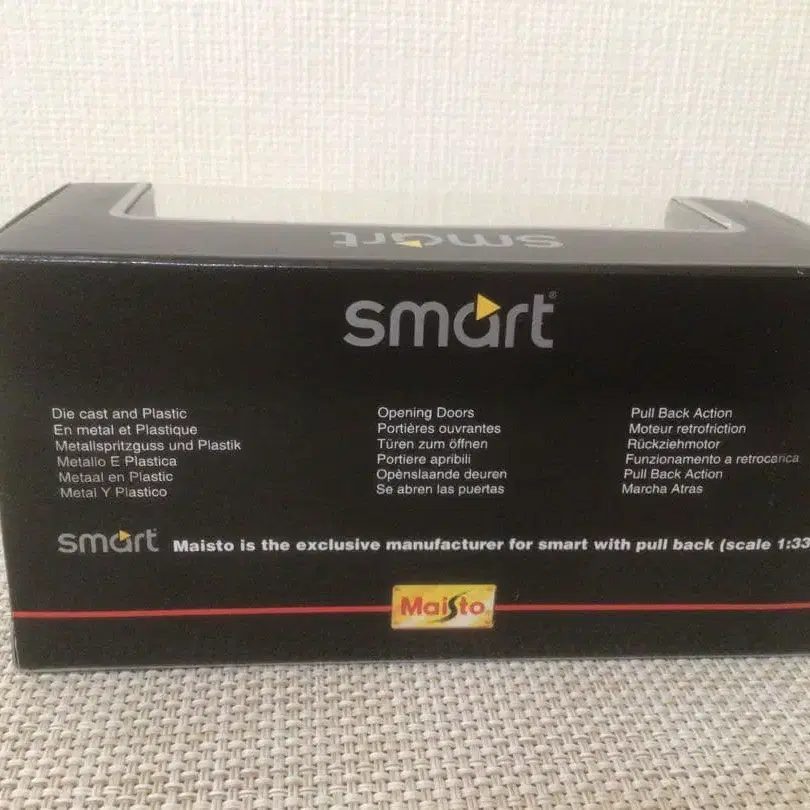 smart
smart®
Die cast and Plastic
En metal et Plastique
Metallspritzguss und Plastik
Metallo E Plastica
Metaal en Plastic
Metal Y Plastico
Opening Doors
Portières ouvrantes
Türen zum öffnen
Portiere apribili
Openslaande deuren
Se abren las puertas
Pull Back Action
Moteur retrofriction
Rückziehmotor
Funzionamento a retrocarica
Pull Back Action
Marcha Atras
smart Maisto is the exclusive manufacturer for smart with pull back (scale 1:33
Maisto